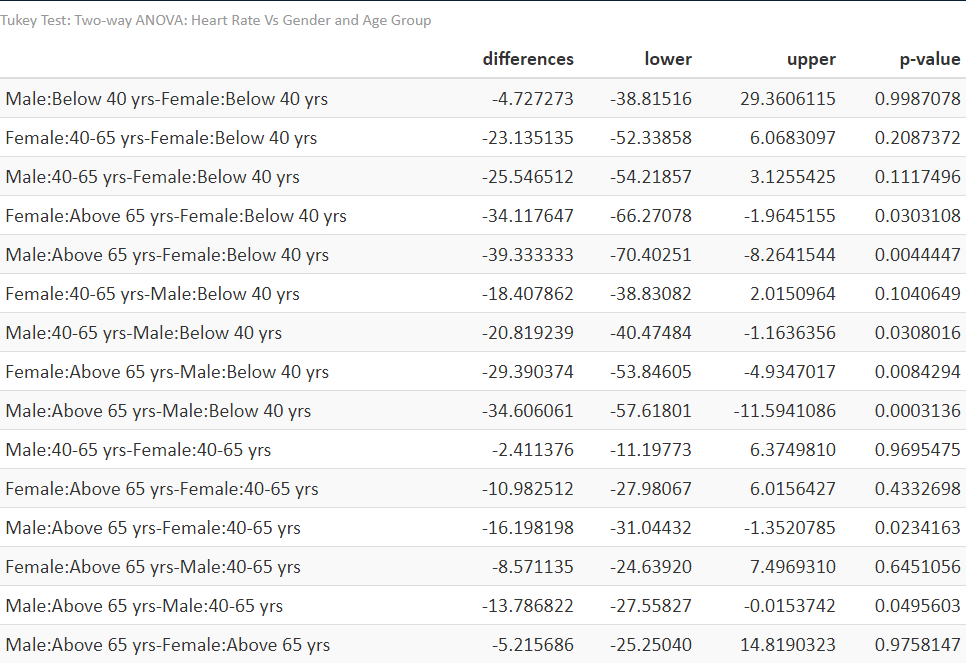 Tukey Test: Two-way ANOVA: Heart Rate Vs Gender and Age Group
differences lower upper p-value
Male:Below 40 yrs-Female:Below 40 yrs -4.727273 -38.81516 29.3606115 0.9987078
Female:40-65 yrs-Female:Below 40 yrs -23.135135 -52.33858 6.0683097 0.2087372
Male:40-65 yrs-Female:Below 40 yrs -25.546512 -54.21857 3.1255425 0.1117496
Female:Above 65 yrs-Female:Below 40 yrs -34.117647 -66.27078 -1.9645155 0.0303108
Male:Above 65 yrs-Female:Below 40 yrs -39.333333 -70.40251 -8.2641544 0.0044447
Female:40-65 yrs-Male:Below 40 yrs -18.407862 -38.83082 2.0150964 0.1040649
Male:40-65 yrs-Male:Below 40 yrs -20.819239 -40.47484 -1.1636356 0.0308016
Female:Above 65 yrs-Male:Below 40 yrs -29.390374 -53.84605 -4.9347017 0.0084294
Male:Above 65 yrs-Male:Below 40 yrs -34.606061 -57.61801 -11.5941086 0.0003136
Male:40-65 yrs-Female:40-65 yrs -2.411376 -11.19773 6.3749810 0.9695475
Female:Above 65 yrs-Female:40-65 yrs -10.982512 -27.98067 6.0156427 0.4332698
Male:Above 65 yrs-Female:40-65 yrs -16.198198 -31.04432 -1.3520785 0.0234163
Female:Above 65 yrs-Male:40-65 yrs -8.571135 -24.63920 7.4969310 0.6451056
Male:Above 65 yrs-Male:40-65 yrs -13.786822 -27.55827 -0.0153742 0.0495603
Male:Above 65 yrs-Female:Above 65 yrs -5.215686 -25.25040 14.8190323 0.9758147